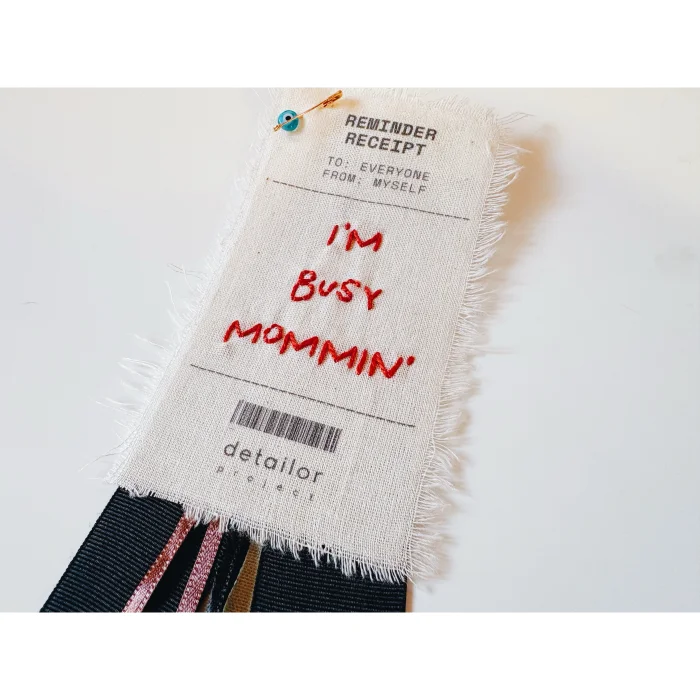 REMINDER
RECEIPT
TO: EVERYONE
FROM: MYSELF
I'M
BUSY
MOMMIN'
detailor
project